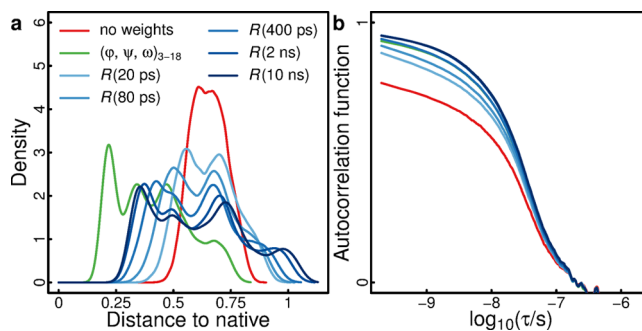 a
b
no weights
(φ, ψ, ω)3–18
R(20 ps)
R(80 ps)
R(400 ps)
R(2 ns)
R(10 ns)
Density
6
5
4
3
2
1
0
0
0.25
0.5
0.75
1
Distance to native
Autocorrelation function
1
0
-9
-8
-7
-6
log10(τ/s)